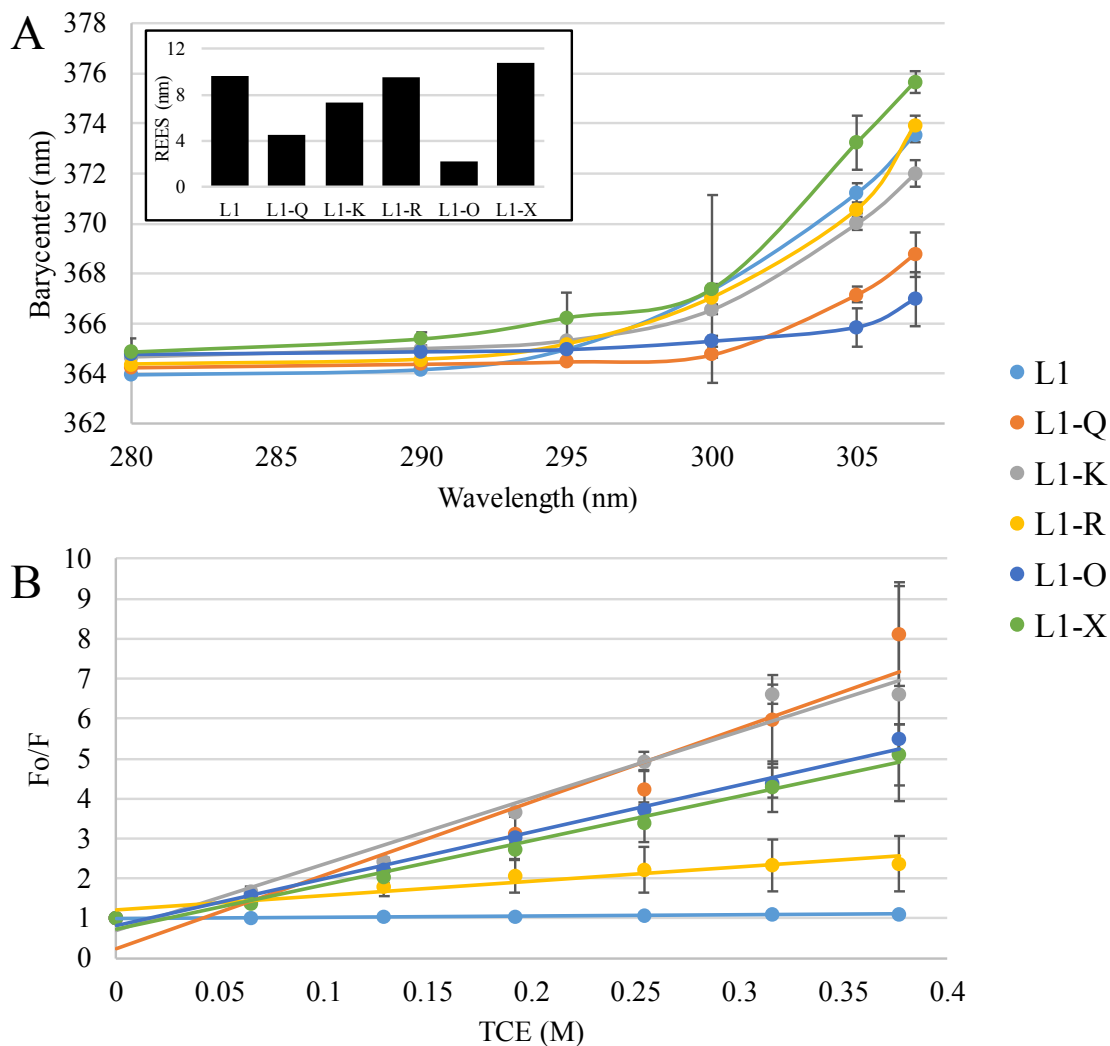 A
378
376
374
372
370
368
366
364
362
Barycenter (nm)
12
8
4
0
REES (nm)
L1 L1-Q L1-K L1-R L1-O L1-X
280 285 290 295 300 305
Wavelength (nm)
L1
L1-Q
L1-K
L1-R
L1-O
L1-X
B
10
9
8
7
6
5
4
3
2
1
0
Fo/F
0 0.05 0.1 0.15 0.2 0.25 0.3 0.35 0.4
TCE (M)